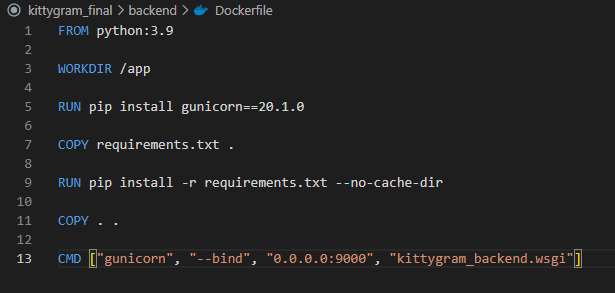 kittygram_final > backend > Dockerfile
1 FROM python:3.9
2
3 WORKDIR /app
4
5 RUN pip install gunicorn==20.1.0
6
7 COPY requirements.txt .
8
9 RUN pip install -r requirements.txt --no-cache-dir
10
11 COPY . .
12
13 CMD ["gunicorn", "--bind", "0.0.0.0:9000", "kittygram_backend.wsgi"]